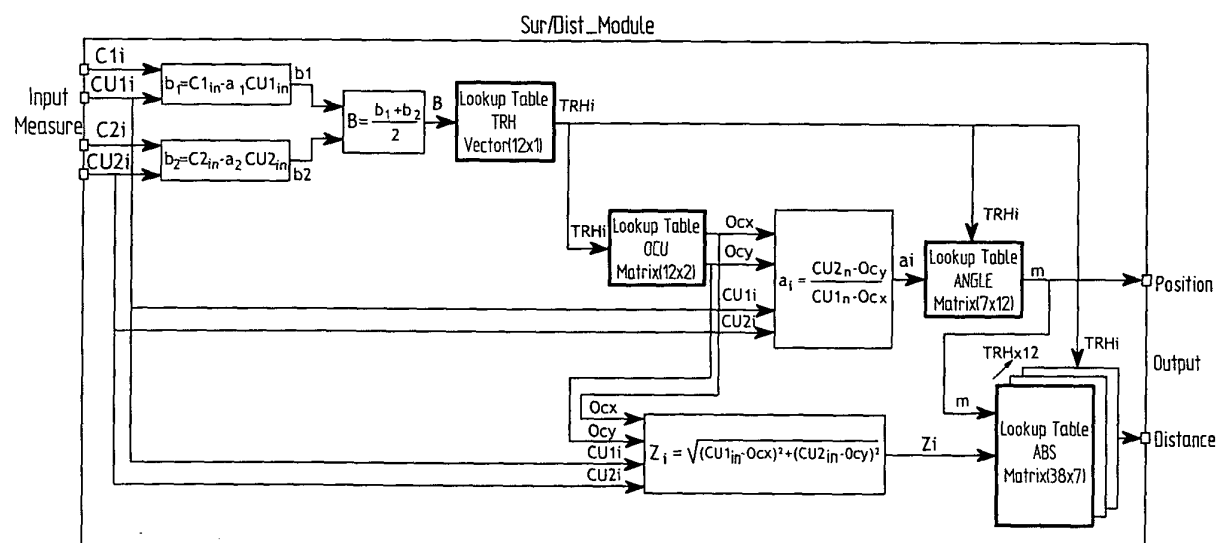 Sur/Dist_Module
Input
Measure
C1i
CU1i
C2i
CU2i
b₁=C1ᵢₙ-a₁CU1ᵢₙ
b1
b₂=C2ᵢₙ-a₂CU2ᵢₙ
b2
B= (b₁+b₂)/2
B
Lookup Table
TRH
Vector(12x1)
TRHi
TRHi
Lookup Table
OCU
Matrix(12x2)
Ocx
Ocy
CU1i
CU2i
aᵢ = (CU2ₙ-Oc_y)/(CU1ₙ-Ocₓ)
ai
TRHi
Lookup Table
ANGLE
Matrix(7x12)
m
Position
Output
TRHx12
TRHi
m
Ocx
Ocy
CU1i
CU2i
Zᵢ = √(CU1ᵢₙ-Ocx)²+(CU2ᵢₙ-Ocy)²
Zi
Lookup Table
ABS
Matrix(38x7)
Distance